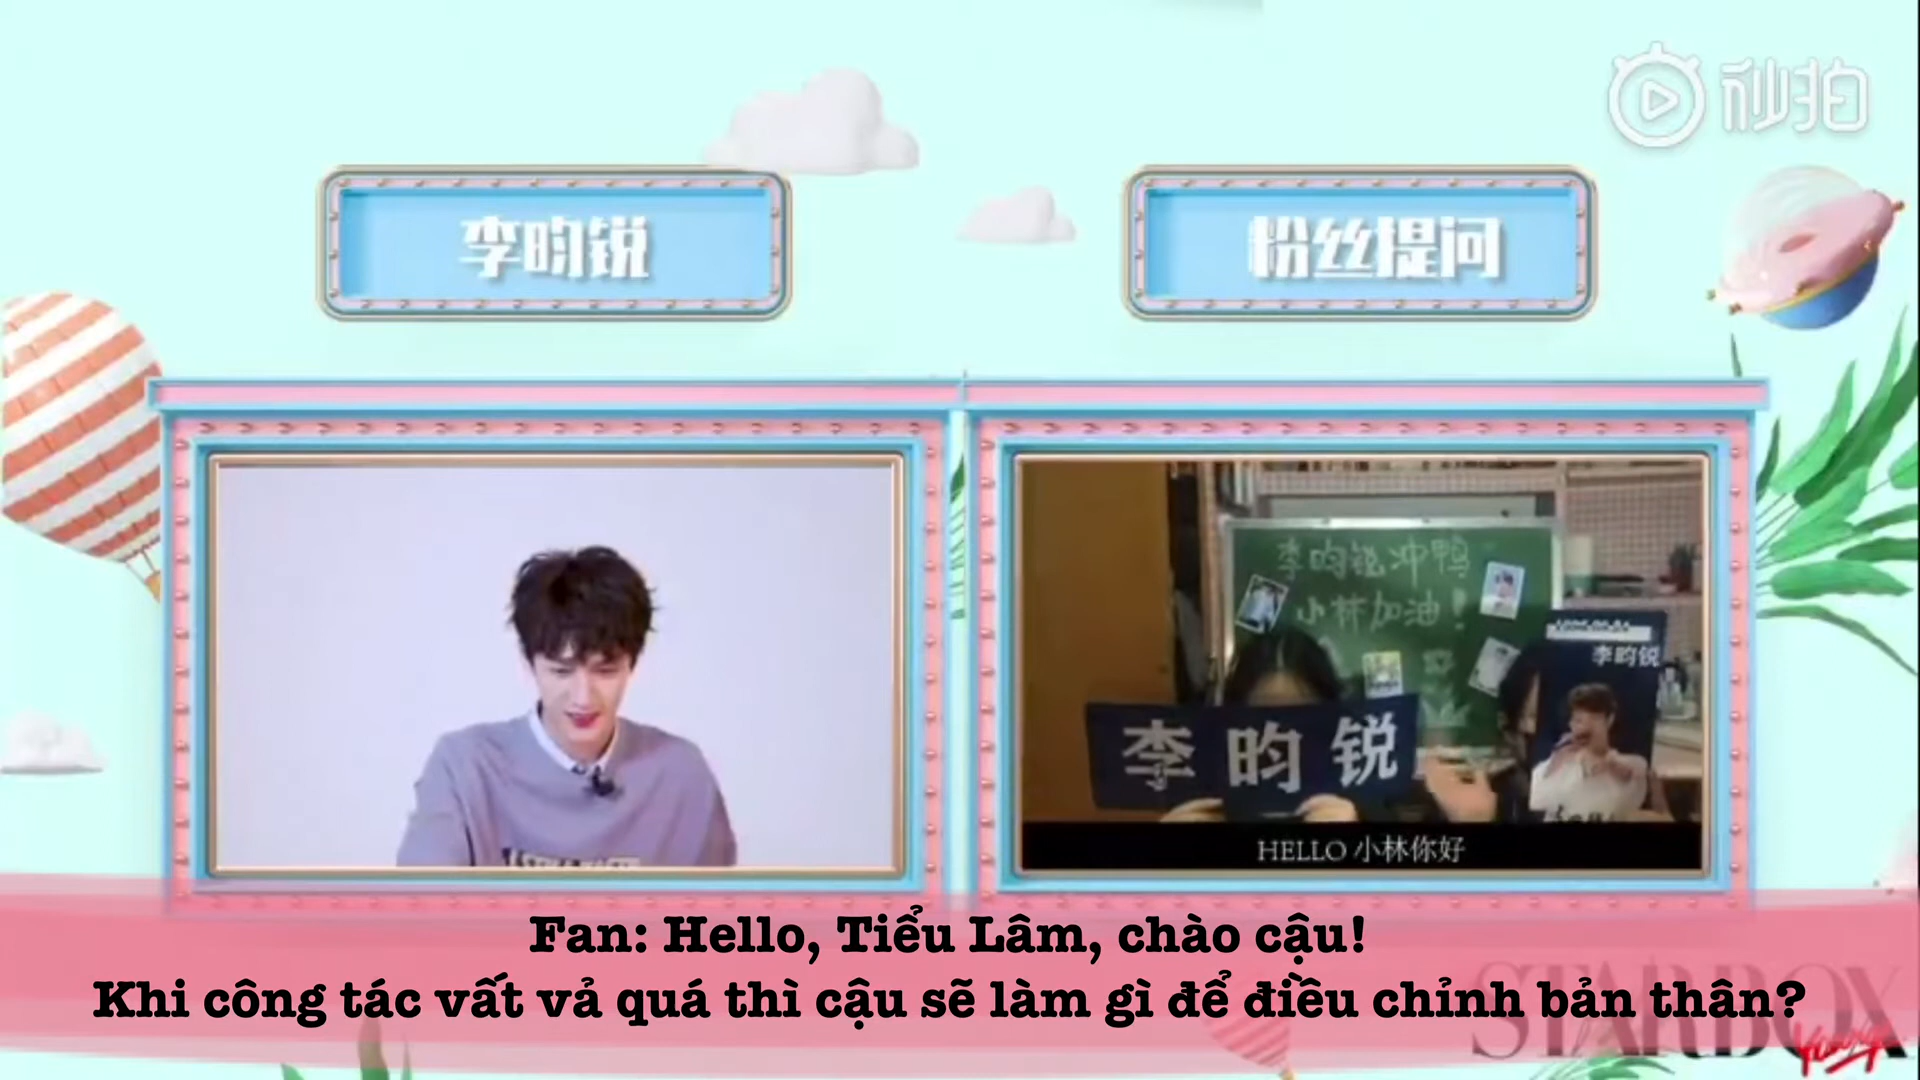 秒拍
李昀锐
粉丝提问
李昀锐冲鸭
小林加油!
李昀锐
李昀锐
HELLO 小林你好
Fan: Hello, Tiểu Lâm, chào cậu!
Khi công tác vất vả quá thì cậu sẽ làm gì để điều chỉnh bản thân?
STARBOX